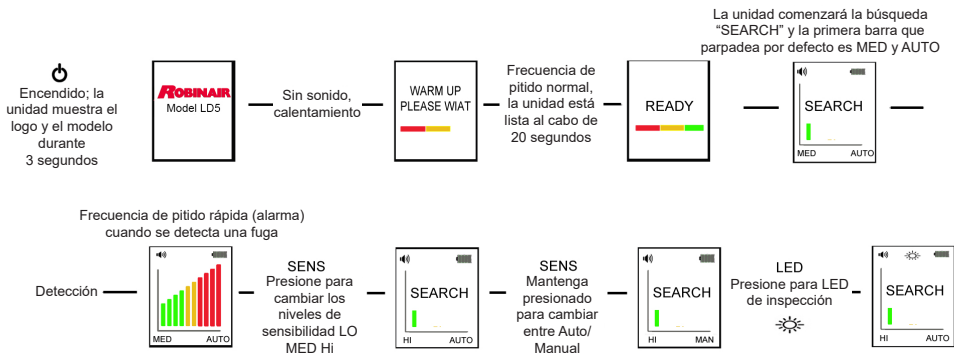 La unidad comenzará la búsqueda
“SEARCH” y la primera barra que
parpadea por defecto es MED y AUTO
Encendido; la
unidad muestra el
logo y el modelo
durante
3 segundos
ROBINAIR
Model LD5
Sin sonido,
calentamiento
WARM UP
PLEASE WIAT
Frecuencia de
pitido normal,
la unidad está
lista al cabo de
20 segundos
READY
SEARCH
MED AUTO
Frecuencia de pitido rápida (alarma)
cuando se detecta una fuga
Detección
MED AUTO
SENS
Presione para
cambiar los
niveles de
sensibilidad LO
MED Hi
SEARCH
HI AUTO
SENS
Mantenga
presionado
para cambiar
entre Auto/
Manual
SEARCH
HI MAN
LED
Presione para LED
de inspección
SEARCH
HI AUTO